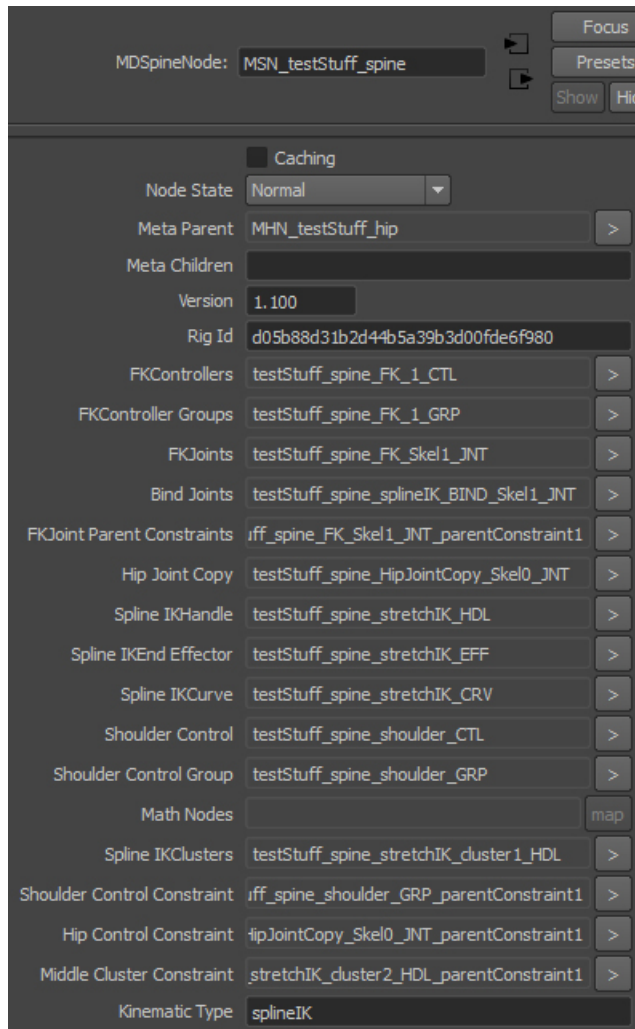 Focus
MDSpineNode: MSN_testStuff_spine
Presets
Show
Caching
Node State Normal
Meta Parent MHN_testStuff_hip >
Meta Children
Version 1.100
Rig Id d05b88d31b2d44b5a39b3d00fde6f980
FKControllers testStuff_spine_FK_1_CTL >
FKController Groups testStuff_spine_FK_1_GRP >
FKJoints testStuff_spine_FK_Skel1_JNT >
Bind Joints testStuff_spine_splineIK_BIND_Skel1_JNT >
FKJoint Parent Constraints uff_spine_FK_Skel1_JNT_parentConstraint1 >
Hip Joint Copy testStuff_spine_HipJointCopy_Skel0_JNT >
Spline IKHandle testStuff_spine_stretchIK_HDL >
Spline IKEnd Effector testStuff_spine_stretchIK_EFF >
Spline IKCurve testStuff_spine_stretchIK_CRV >
Shoulder Control testStuff_spine_shoulder_CTL >
Shoulder Control Group testStuff_spine_shoulder_GRP >
Math Nodes map
Spline IKClusters testStuff_spine_stretchIK_cluster1_HDL >
Shoulder Control Constraint uff_spine_shoulder_GRP_parentConstraint1 >
Hip Control Constraint HipJointCopy_Skel0_JNT_parentConstraint1 >
Middle Cluster Constraint _stretchIK_cluster2_HDL_parentConstraint1 >
Kinematic Type splineIK